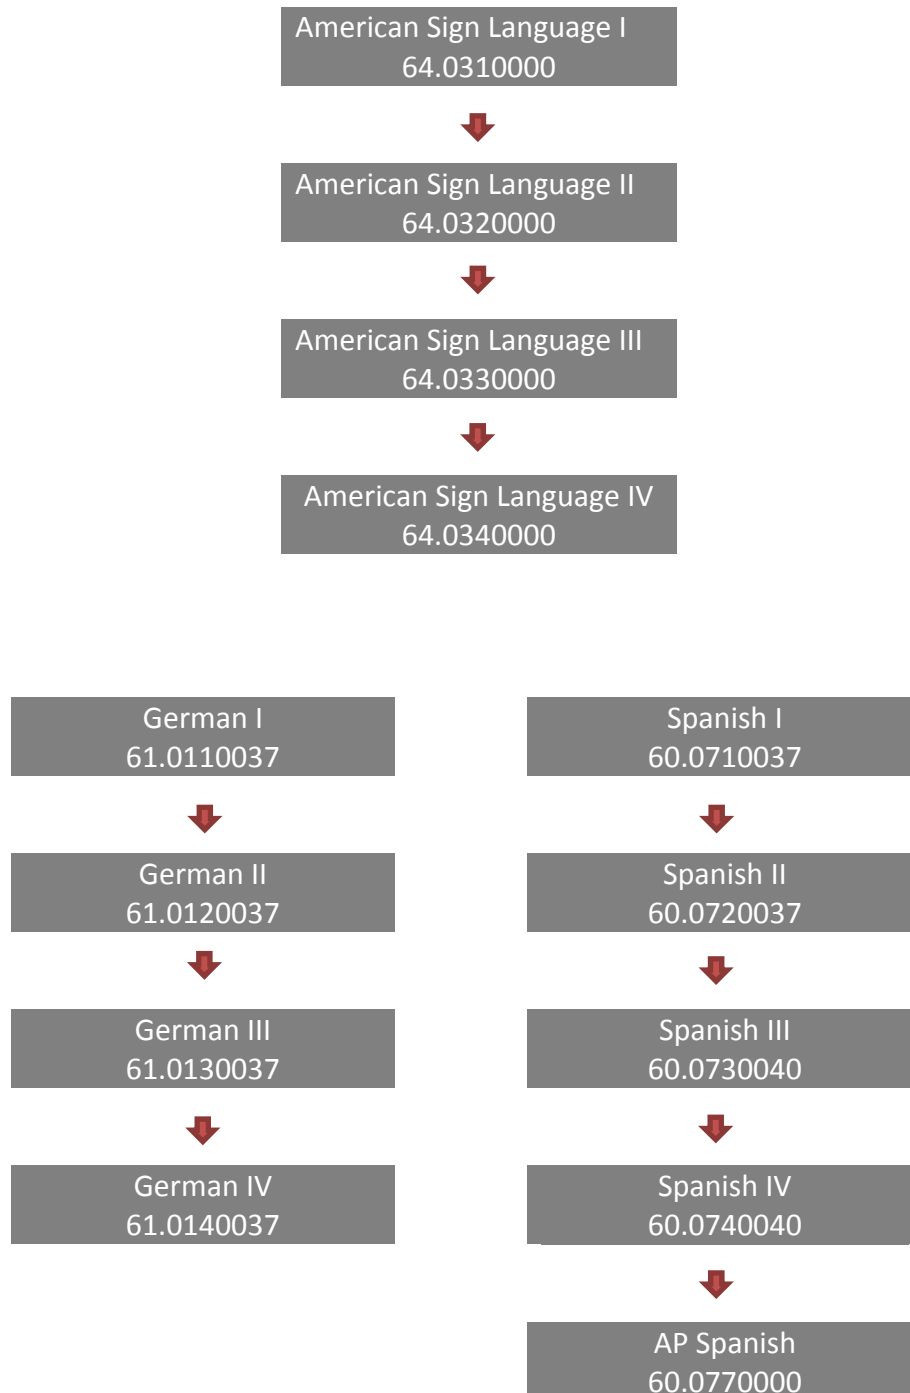 American Sign Language I
64.0310000
American Sign Language II
64.0320000
American Sign Language III
64.0330000
American Sign Language IV
64.0340000
German I
61.0110037
German II
61.0120037
German III
61.0130037
German IV
61.0140037
Spanish I
60.0710037
Spanish II
60.0720037
Spanish III
60.0730040
Spanish IV
60.0740040
AP Spanish
60.0770000